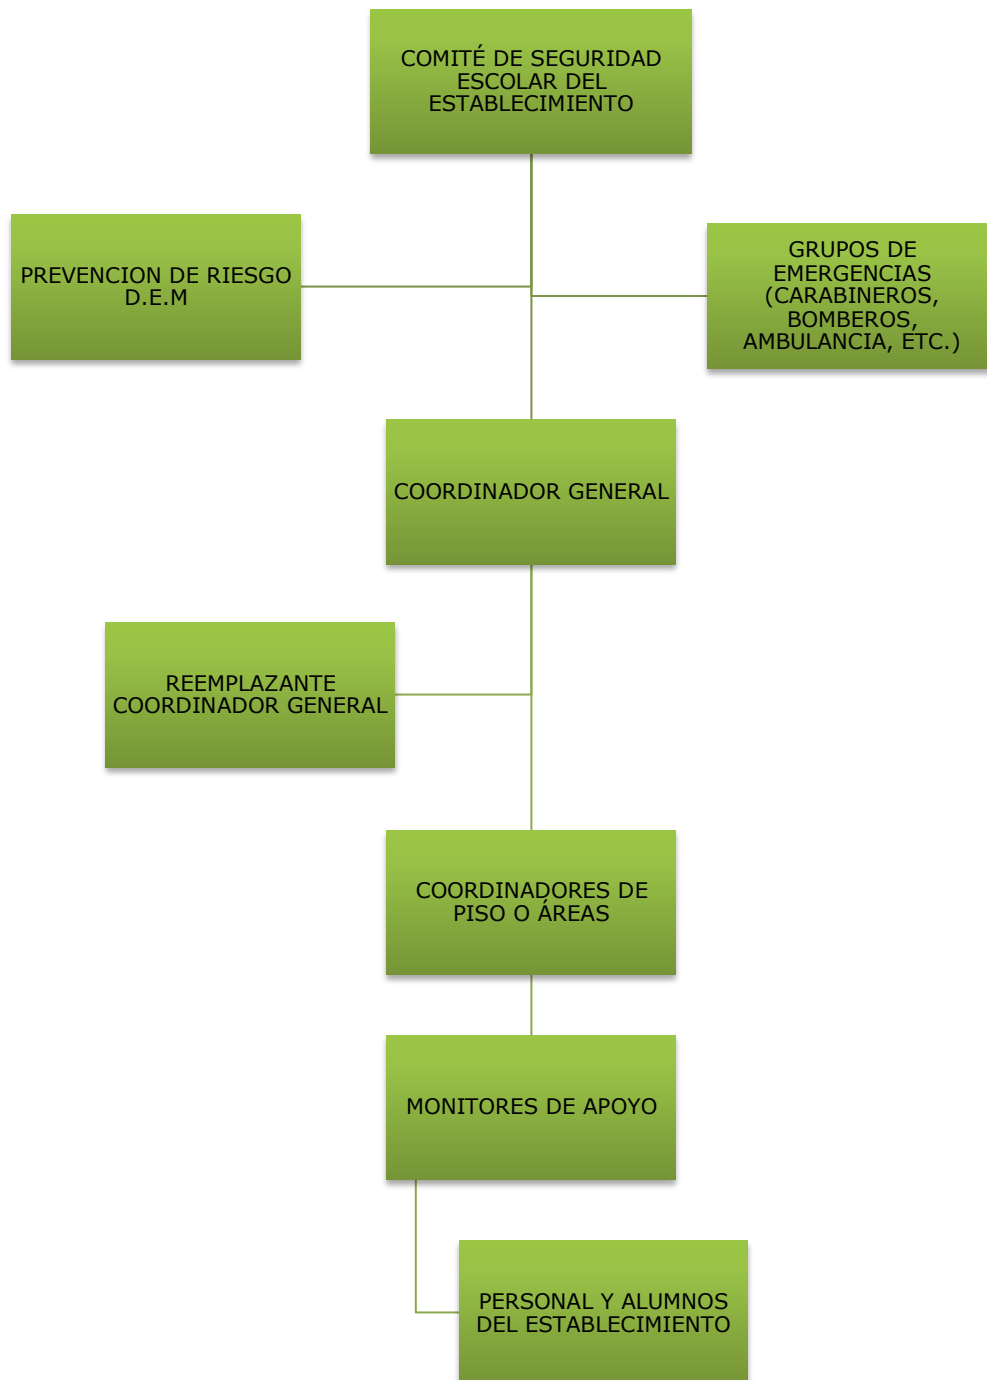 COMITÉ DE SEGURIDAD
ESCOLAR DEL
ESTABLECIMIENTO
PREVENCION DE RIESGO
D.E.M
GRUPOS DE
EMERGENCIAS
(CARABINEROS,
BOMBEROS,
AMBULANCIA, ETC.)
COORDINADOR GENERAL
REEMPLAZANTE
COORDINADOR GENERAL
COORDINADORES DE
PISO O ÁREAS
MONITORES DE APOYO
PERSONAL Y ALUMNOS
DEL ESTABLECIMIENTO